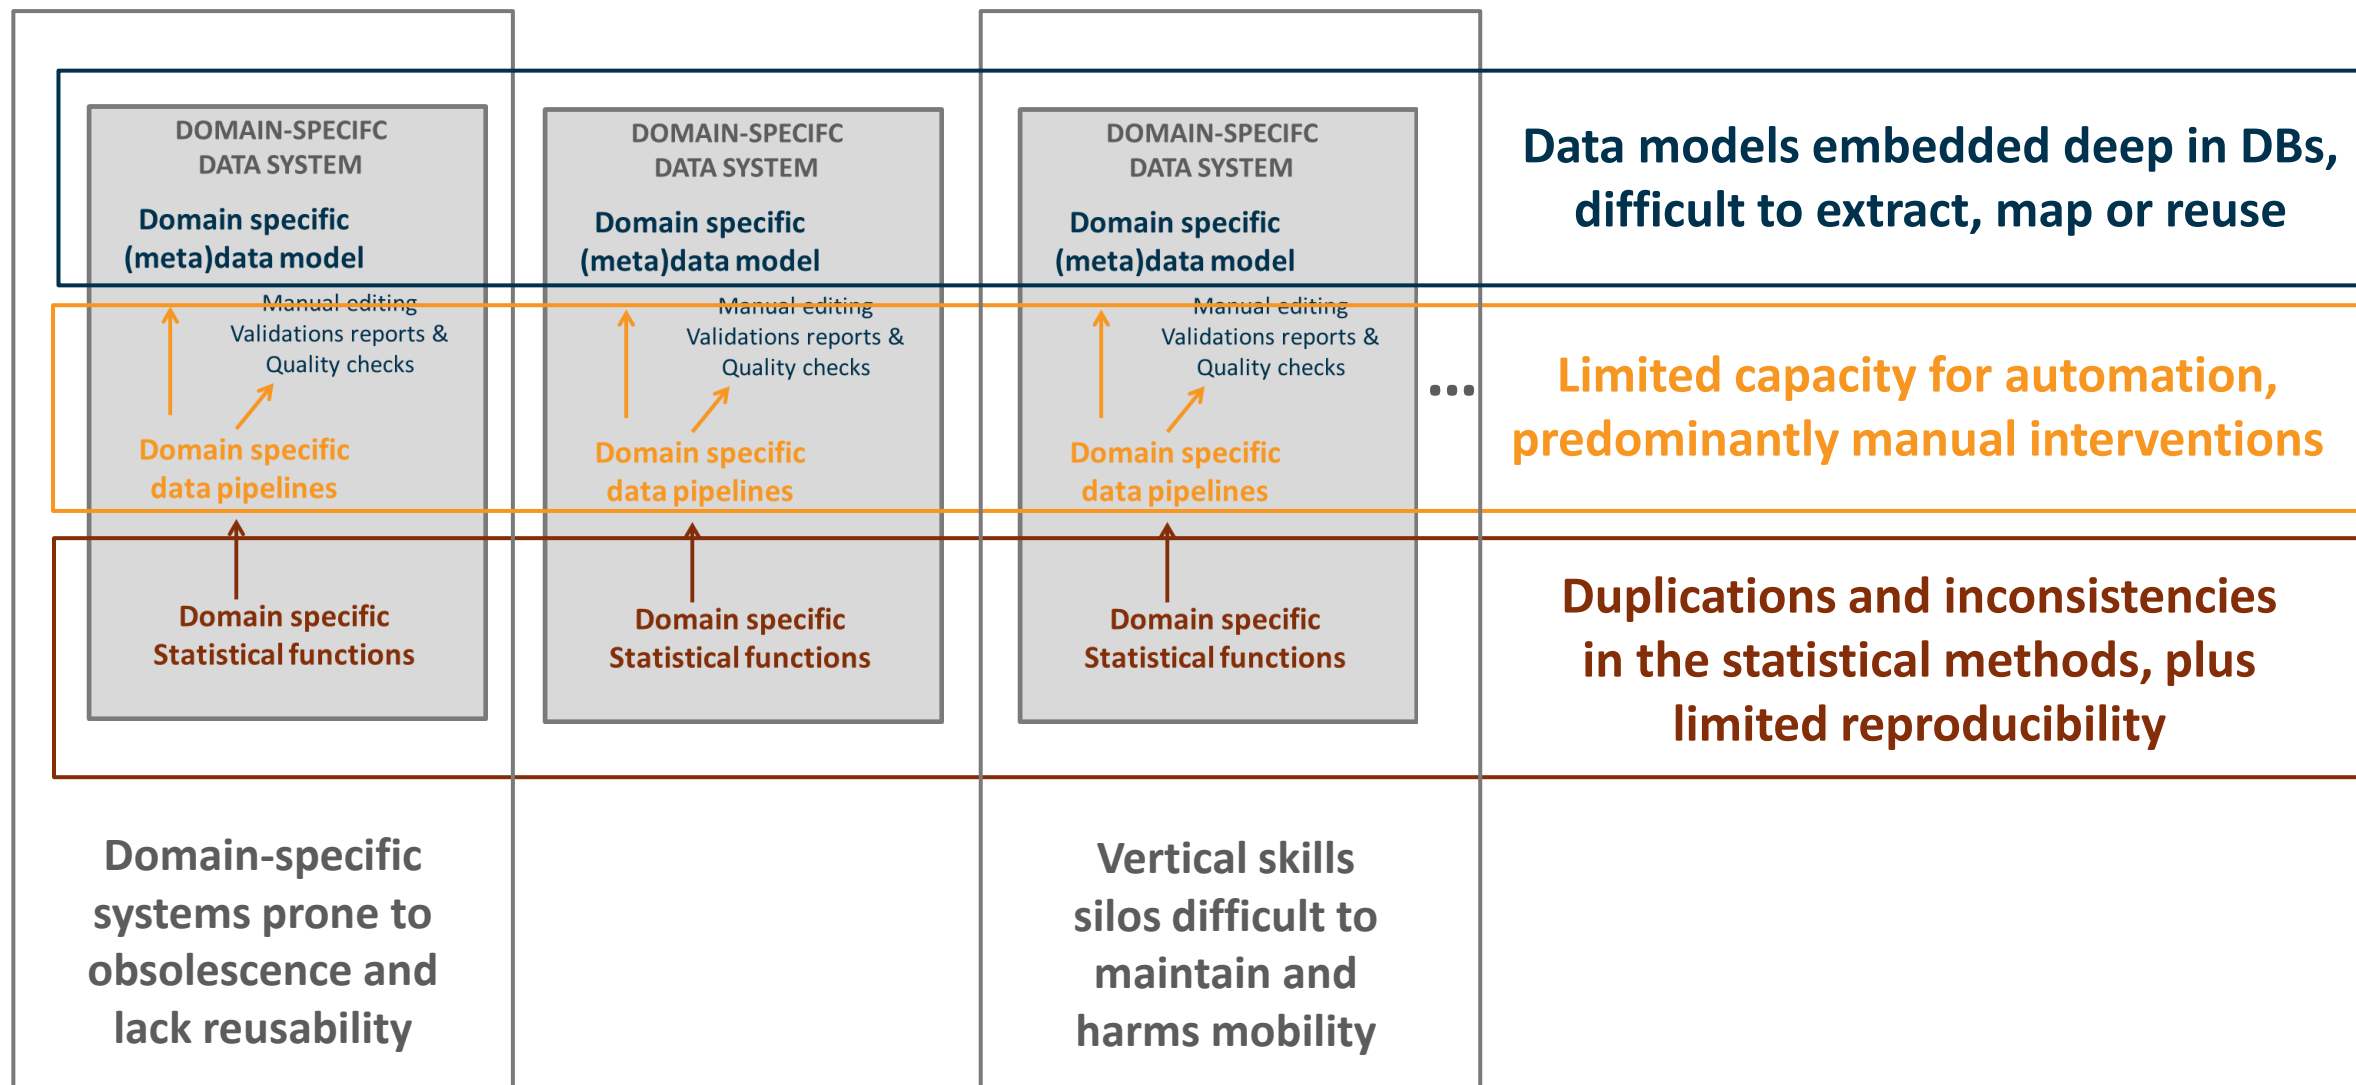 DOMAIN-SPECIFC
DATA SYSTEM
Domain specific
(meta)data model
Manual editing
Validations reports &
Quality checks
Domain specific
data pipelines
Domain specific
Statistical functions
DOMAIN-SPECIFC
DATA SYSTEM
Domain specific
(meta)data model
Manual editing
Validations reports &
Quality checks
Domain specific
data pipelines
Domain specific
Statistical functions
DOMAIN-SPECIFC
DATA SYSTEM
Domain specific
(meta)data model
Manual editing
Validations reports &
Quality checks
Domain specific
data pipelines
Domain specific
Statistical functions
...
Data models embedded deep in DBs,
difficult to extract, map or reuse
Limited capacity for automation,
predominantly manual interventions
Duplications and inconsistencies
in the statistical methods, plus
limited reproducibility
Domain-specific
systems prone to
obsolescence and
lack reusability
Vertical skills
silos difficult to
maintain and
harms mobility